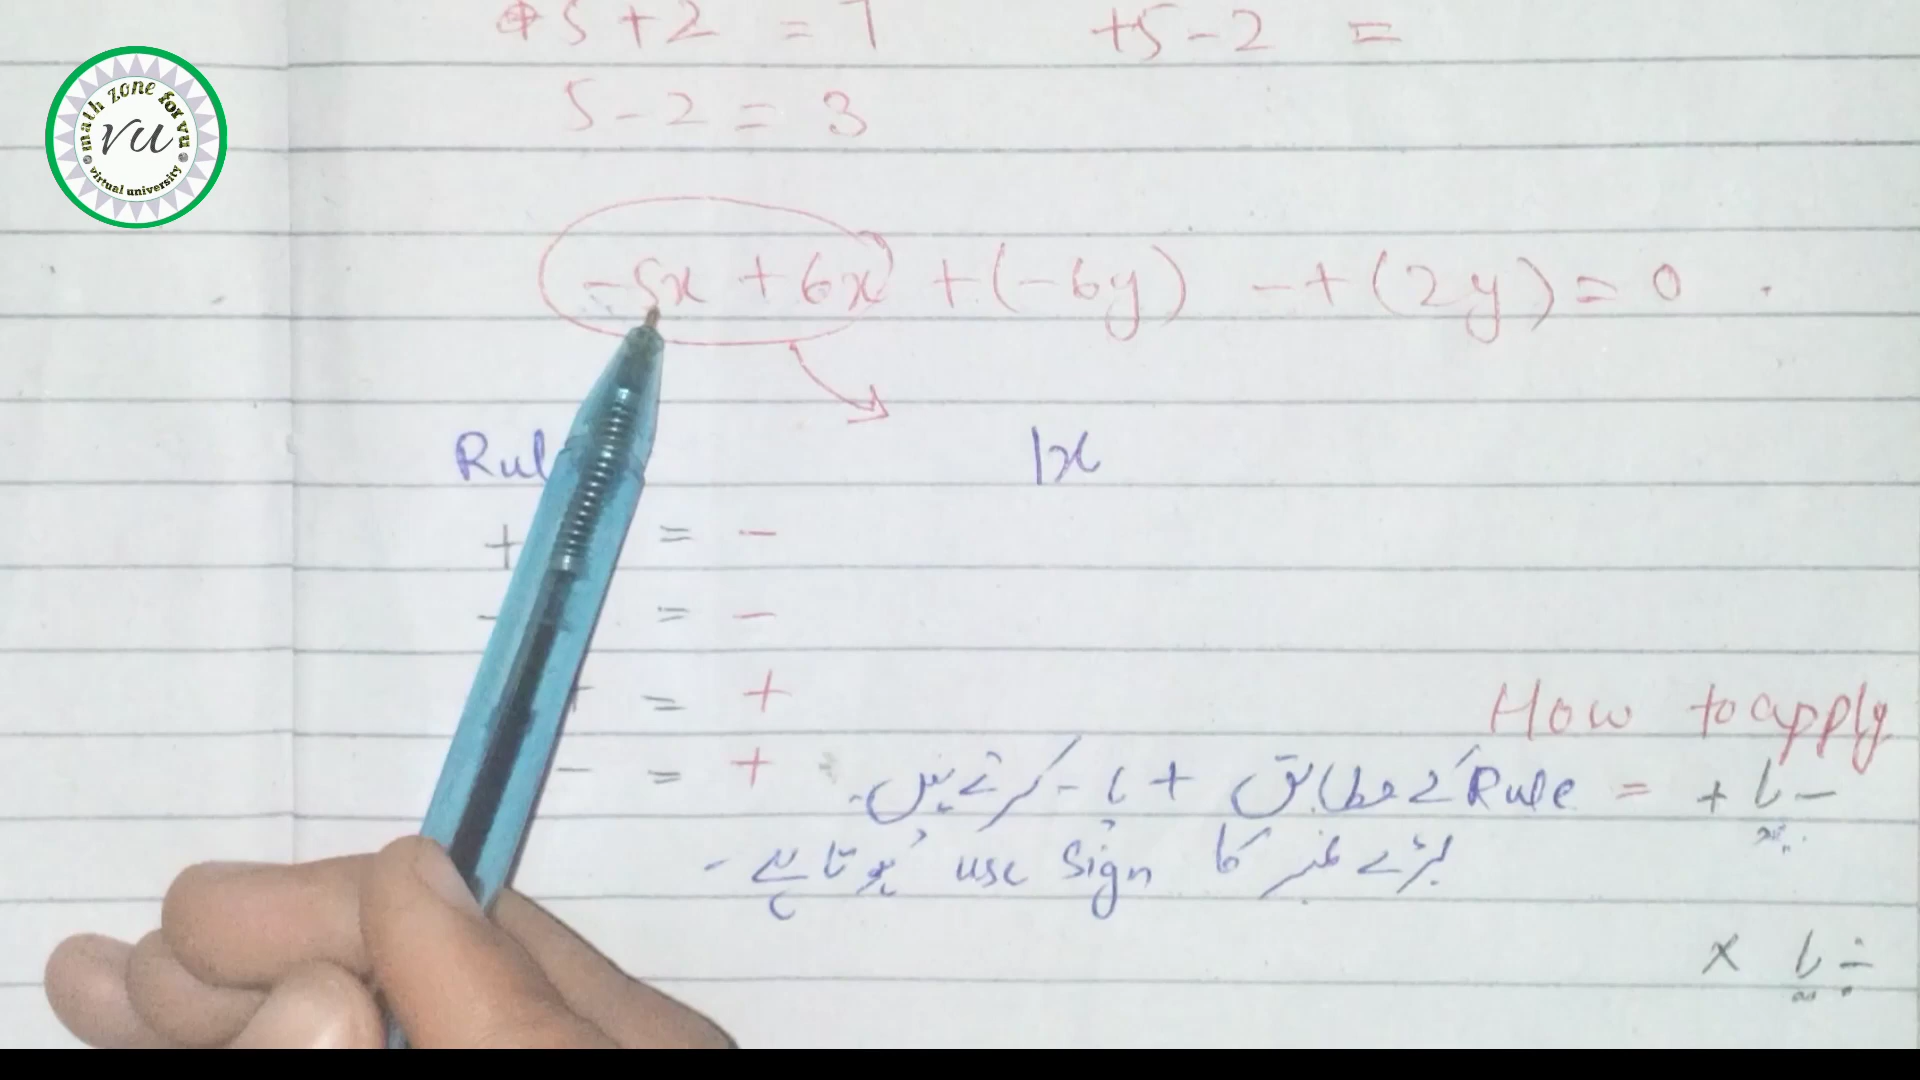 math zone for vu
vu
virtual university
+5+2 = 7
+5-2 =
5-2 = 3
-5x + 6x + (-6y) - + (2y) = 0
Rul
1x
+ = -
- = -
+ = +
- = +
How to apply
+ یا - = Rule کے مطابق + یا - کرتے ہیں۔
بڑے نمبر کا sign use ہوتا ہے -
× یا ÷